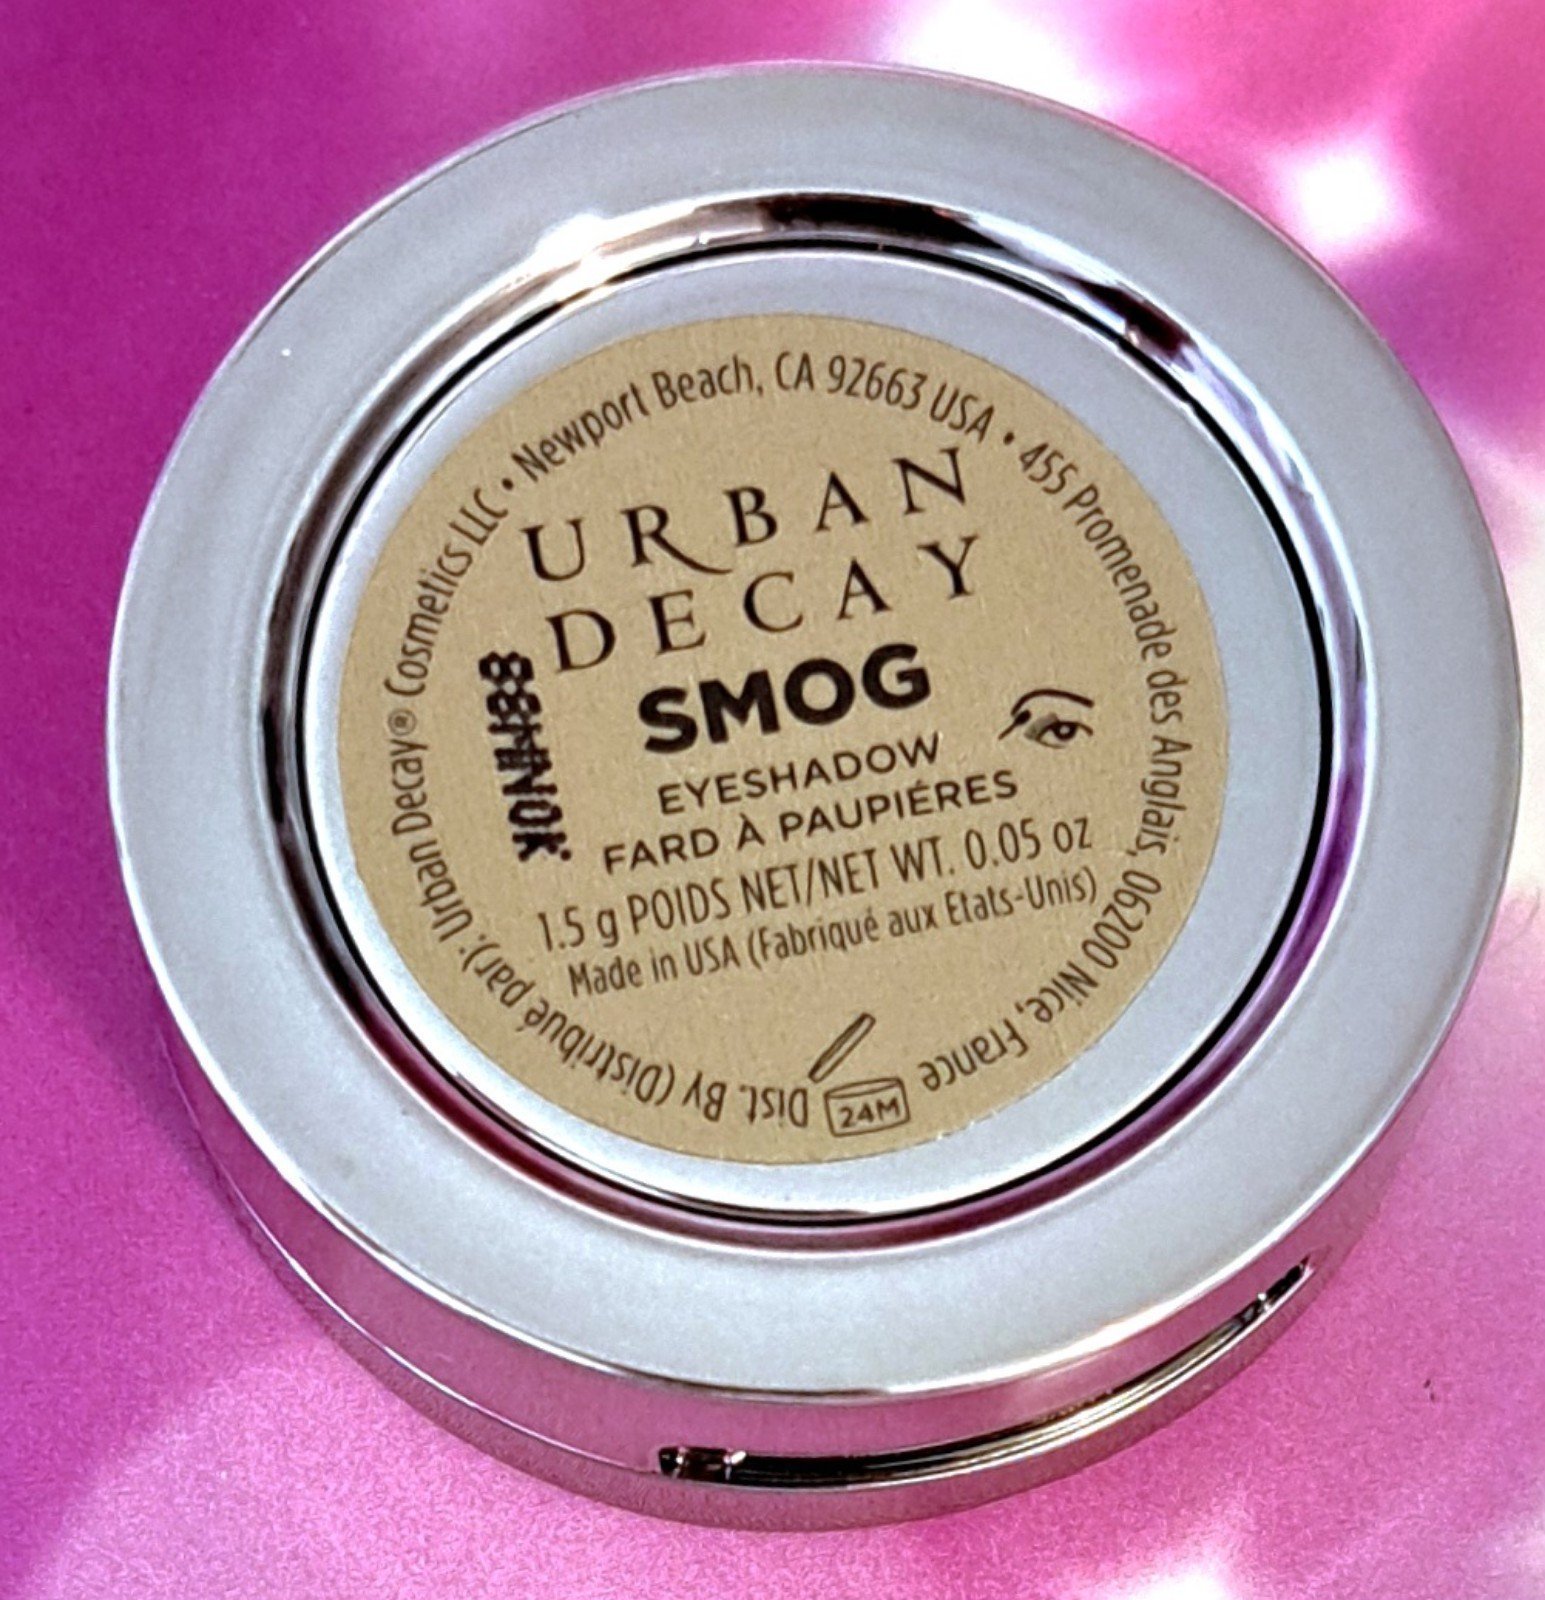 URBAN
DECAY
SMOG
EYESHADOW
FARD À PAUPIÉRES
1.5 g POIDS NET/NET WT. 0.05 oz
Made in USA (Fabriqué aux Etats-Unis)
24M
Dist. By (Distribué par): Urban Decay® Cosmetics LLC • Newport Beach, CA 92663 USA • 455 Promenade des Anglais, 06200 Nice, France